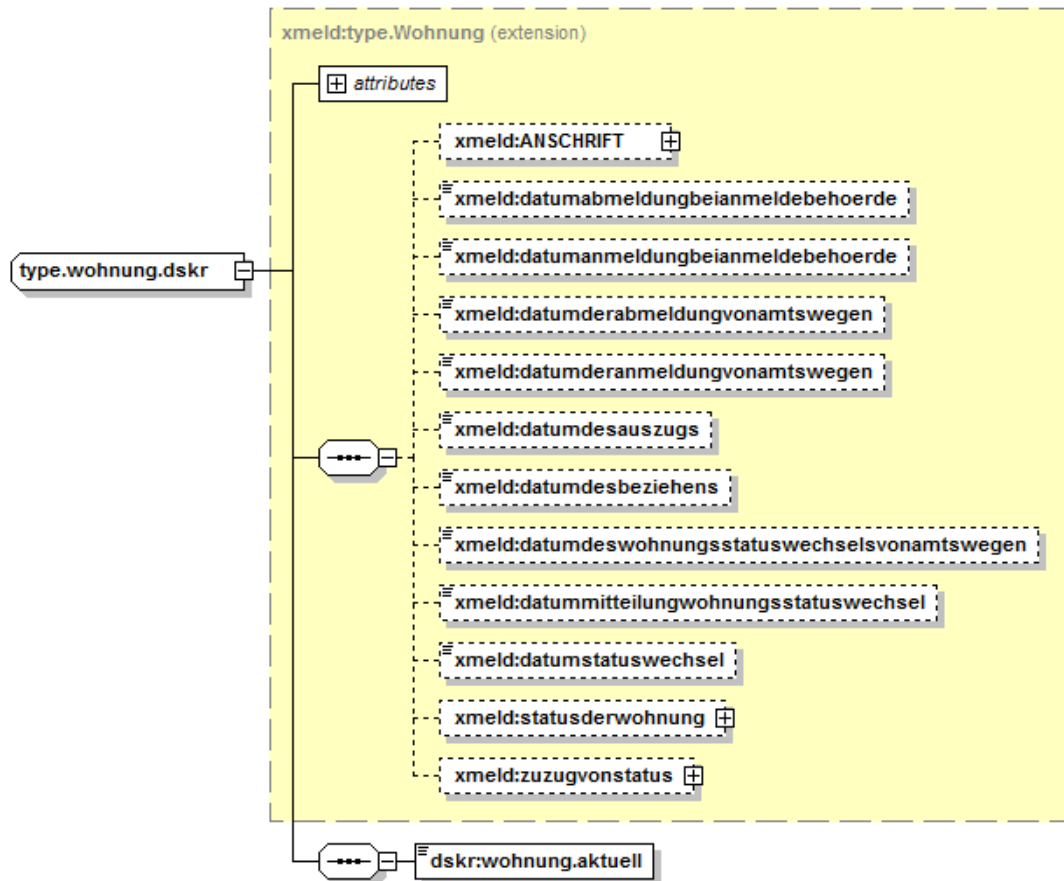 xmeld:type.Wohnung (extension)
attributes
xmeld:ANSCHRIFT
xmeld:datumabmeldungbeianmeldebehoerde
xmeld:datumanmeldungbeianmeldebehoerde
type.wohnung.dskr
xmeld:datumderabmeldungvonamtswegen
xmeld:datumderanmeldungvonamtswegen
xmeld:datumdesauszugs
xmeld:datumdesbeziehens
xmeld:datumdeswohnungsstatuswechselsvonamtswegen
xmeld:datummitteilungwohnungsstatuswechsel
xmeld:datumstatuswechsel
xmeld:statusderwohnung
xmeld:zuzugvonstatus
dskr:wohnung.aktuell